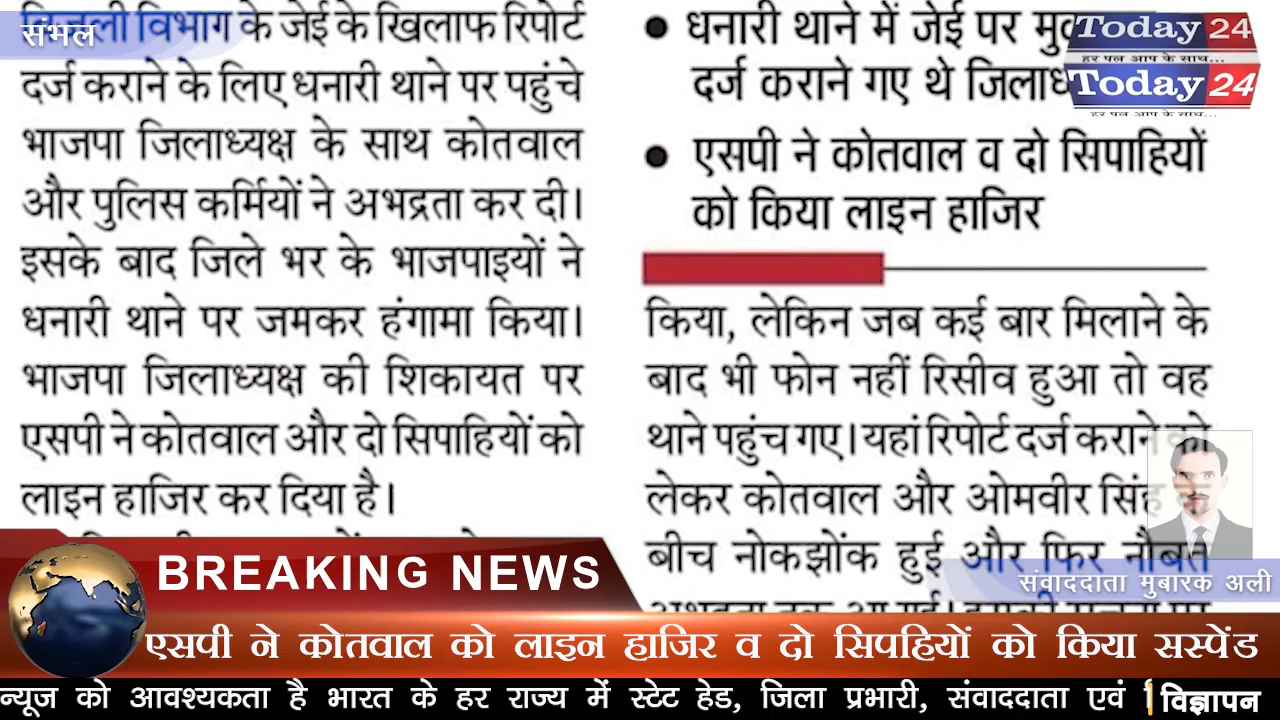 संभल
बिजली विभाग के जेई के खिलाफ रिपोर्ट
दर्ज कराने के लिए धनारी थाने पर पहुंचे
भाजपा जिलाध्यक्ष के साथ कोतवाल
और पुलिस कर्मियों ने अभद्रता कर दी।
इसके बाद जिले भर के भाजपाइयों ने
धनारी थाने पर जमकर हंगामा किया।
भाजपा जिलाध्यक्ष की शिकायत पर
एसपी ने कोतवाल और दो सिपाहियों को
लाइन हाजिर कर दिया है।
● धनारी थाने में जेई पर
दर्ज कराने गए थे
● एसपी ने कोतवाल व दो सिपाहियों
को किया लाइन हाजिर
किया, लेकिन जब कई बार मिलाने के
बाद भी फोन नहीं रिसीव हुआ तो वह
थाने पहुंच गए। यहां रिपोर्ट दर्ज कराने को
लेकर कोतवाल और ओमवीर सिंह
बीच नोकझोंक हुई और फिर नौबत
Today 24
हर पल आप के साथ...
Today 24
हर पल आप के साथ...
संवाददाता मुबारक अली
BREAKING NEWS
एसपी ने कोतवाल को लाइन हाजिर व दो सिपहियों को किया सस्पेंड
न्यूज को आवश्यकता है भारत के हर राज्य में स्टेट हेड, जिला प्रभारी, संवाददाता एवं
विज्ञापन